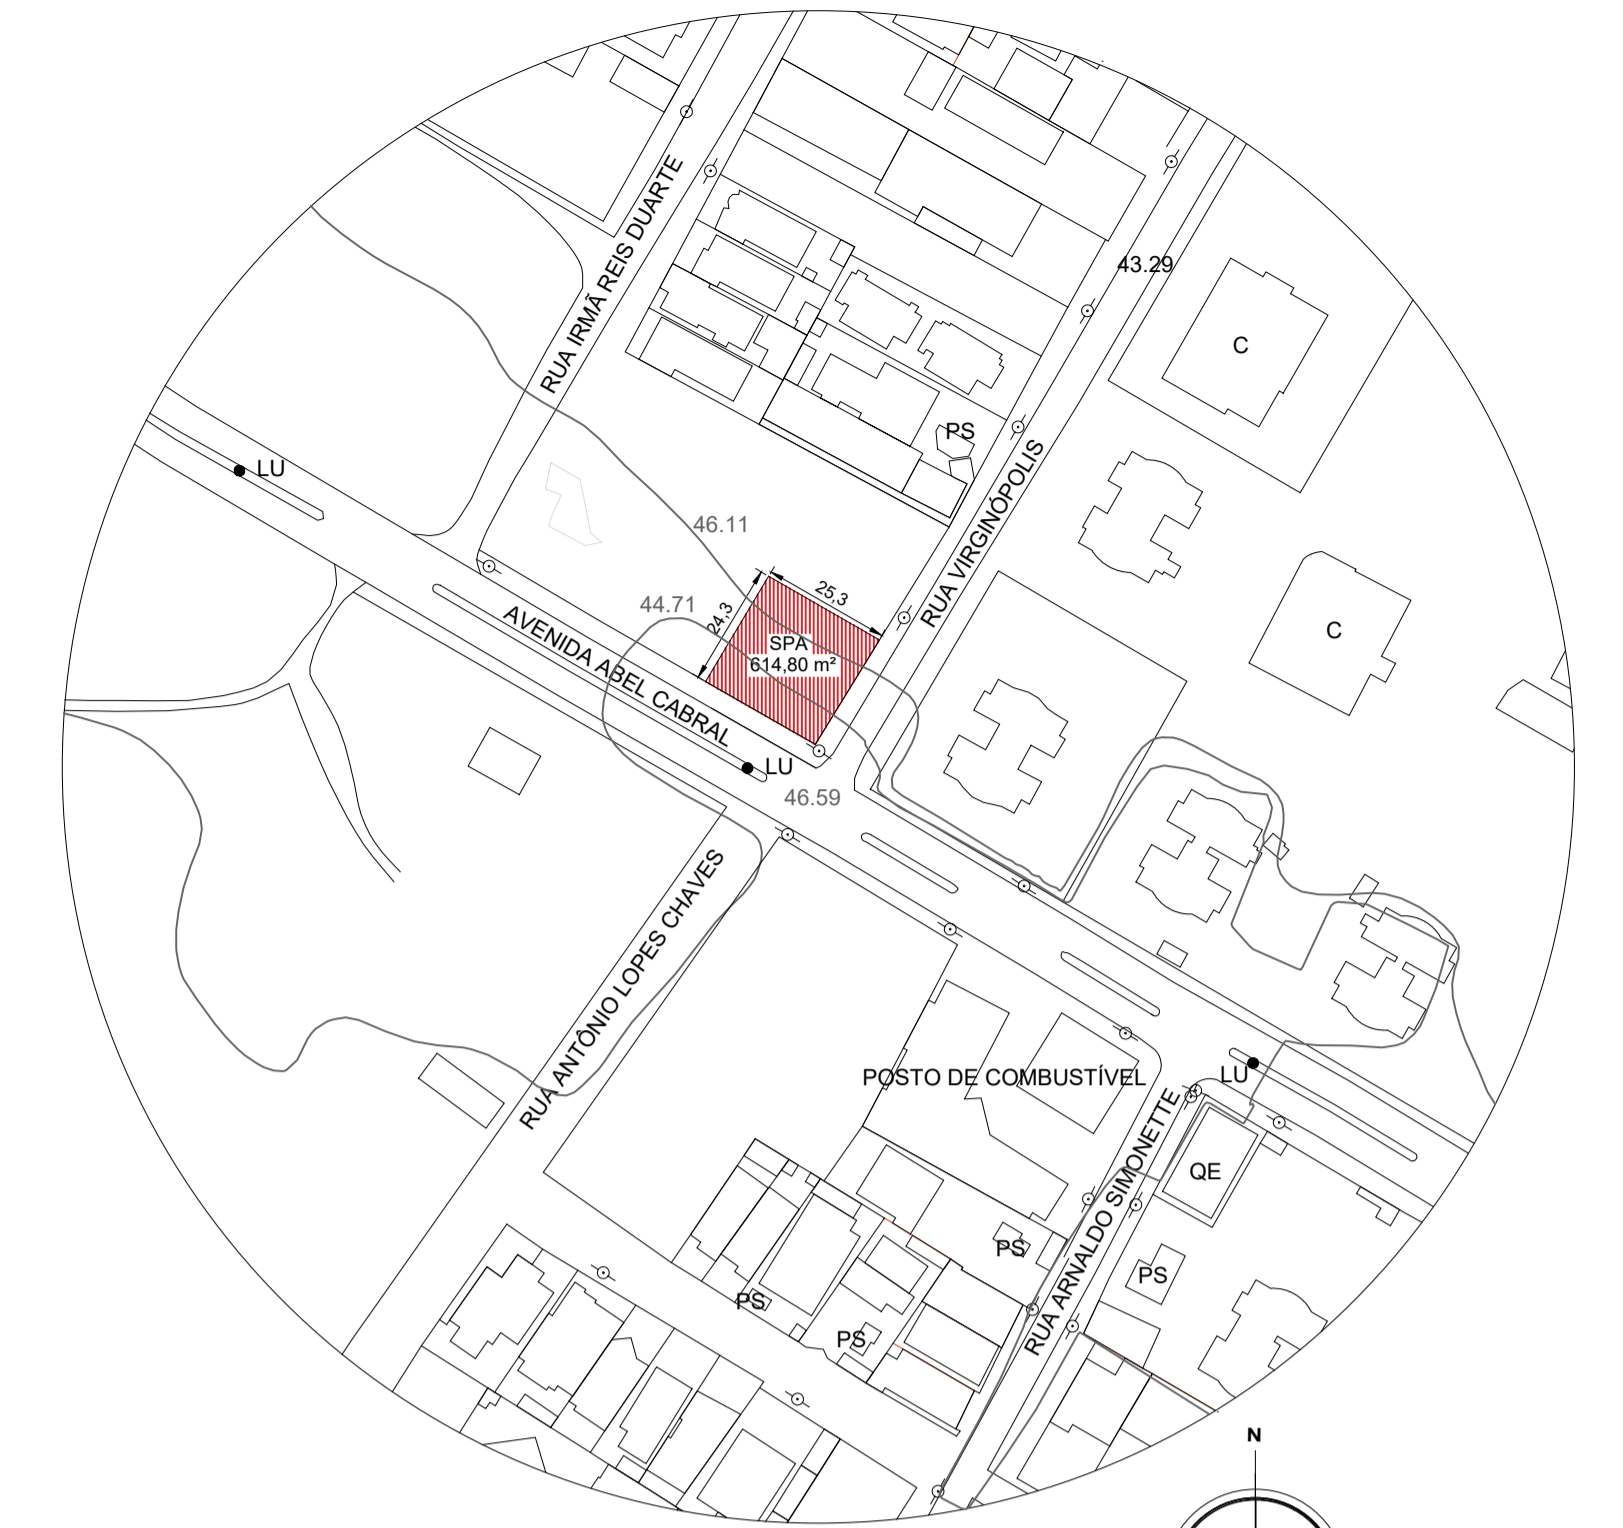 RUA IRMÃ REIS DUARTE
43.29
C
PS
LU
RUA VIRGINÓPOLIS
46.11
25,3
44.71
24,3
SPA
614,80 m²
C
AVENIDA ABEL CABRAL
LU
46.59
RUA ANTÔNIO LOPES CHAVES
POSTO DE COMBUSTÍVEL
LU
RUA ARNALDO SIMONETTE
QE
PS
PS
PS
PS
N